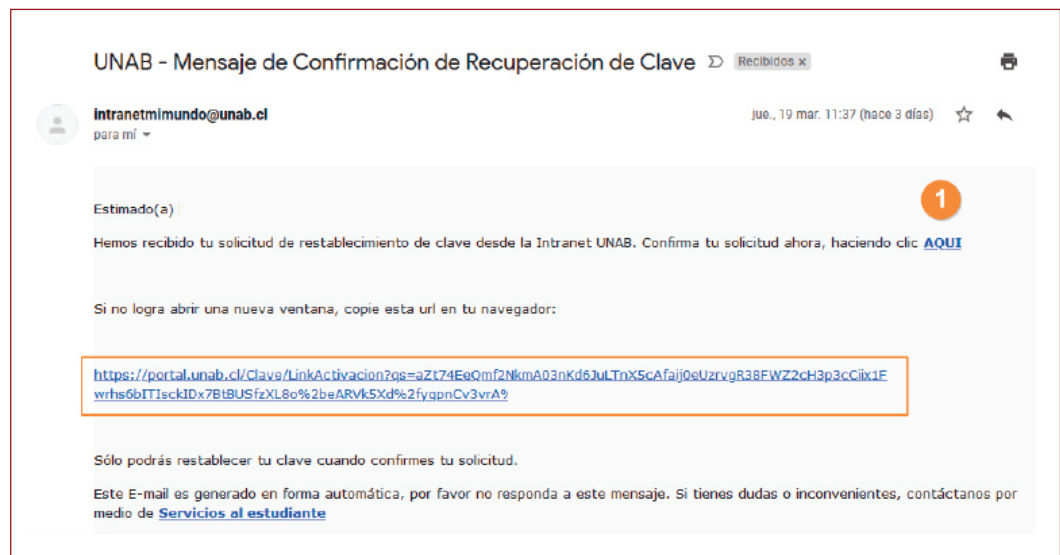 UNAB - Mensaje de Confirmación de Recuperación de Clave Recibidos x
intranetmimundo@unab.cl jue., 19 mar. 11:37 (hace 3 días)
para mí
1
Estimado(a)
Hemos recibido tu solicitud de restablecimiento de clave desde la Intranet UNAB. Confirma tu solicitud ahora, haciendo clic AQUI
Si no logra abrir una nueva ventana, copie esta url en tu navegador:
https://portal.unab.cl/Clave/LinkActivacion?qs=aZt74EeQmf2NkmA03nKd6JuLTnX5cAfaij0eUzrvgR38FWZ2cH3p3cCiix1F
wrhs6bITIsckIDx7BtBUSfzXL8o%2beARVk5Xd%2fyqpnCv3vrA9
Sólo podrás restablecer tu clave cuando confirmes tu solicitud.
Este E-mail es generado en forma automática, por favor no responda a este mensaje. Si tienes dudas o inconvenientes, contáctanos por
medio de Servicios al estudiante